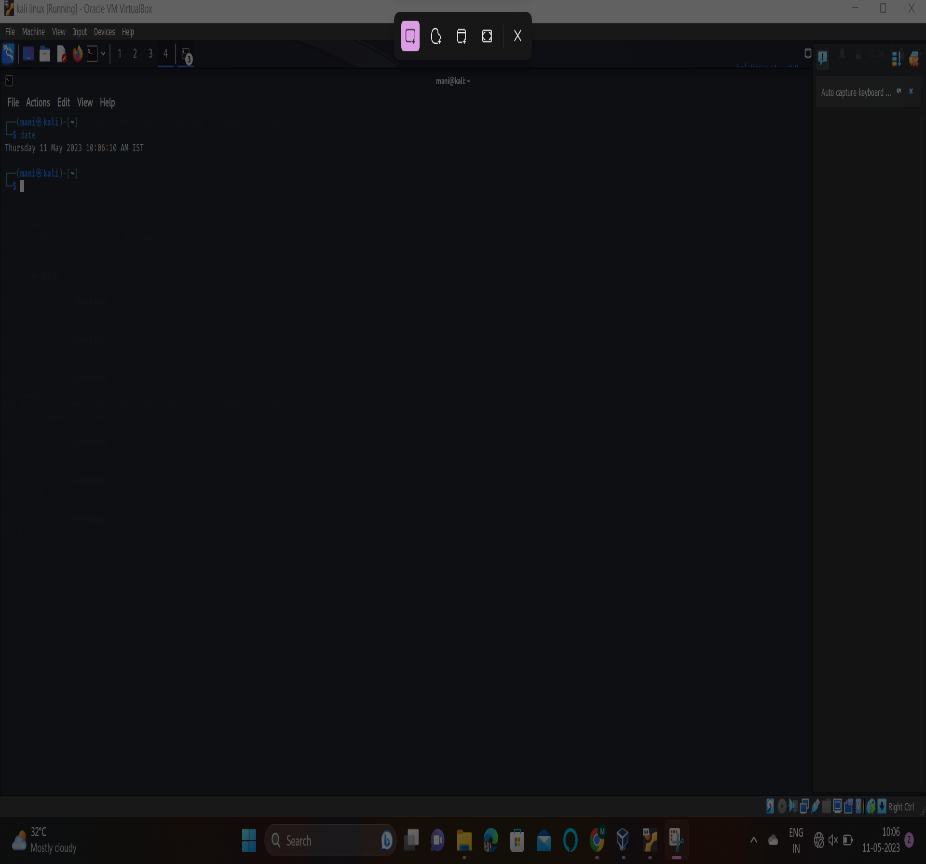 kali linux [Running] - Oracle VM VirtualBox
File Machine View Input Devices Help
1 2 3 4
mani@kali: ~
Auto capture keyboard ...
File Actions Edit View Help
(mani㉿kali)-[~]
$ date
Thursday 11 May 2023 10:06:10 AM IST
(mani㉿kali)-[~]
$
Right Ctrl
32°C
Mostly cloudy
Search
ENG
IN
10:06
11-05-2023
2